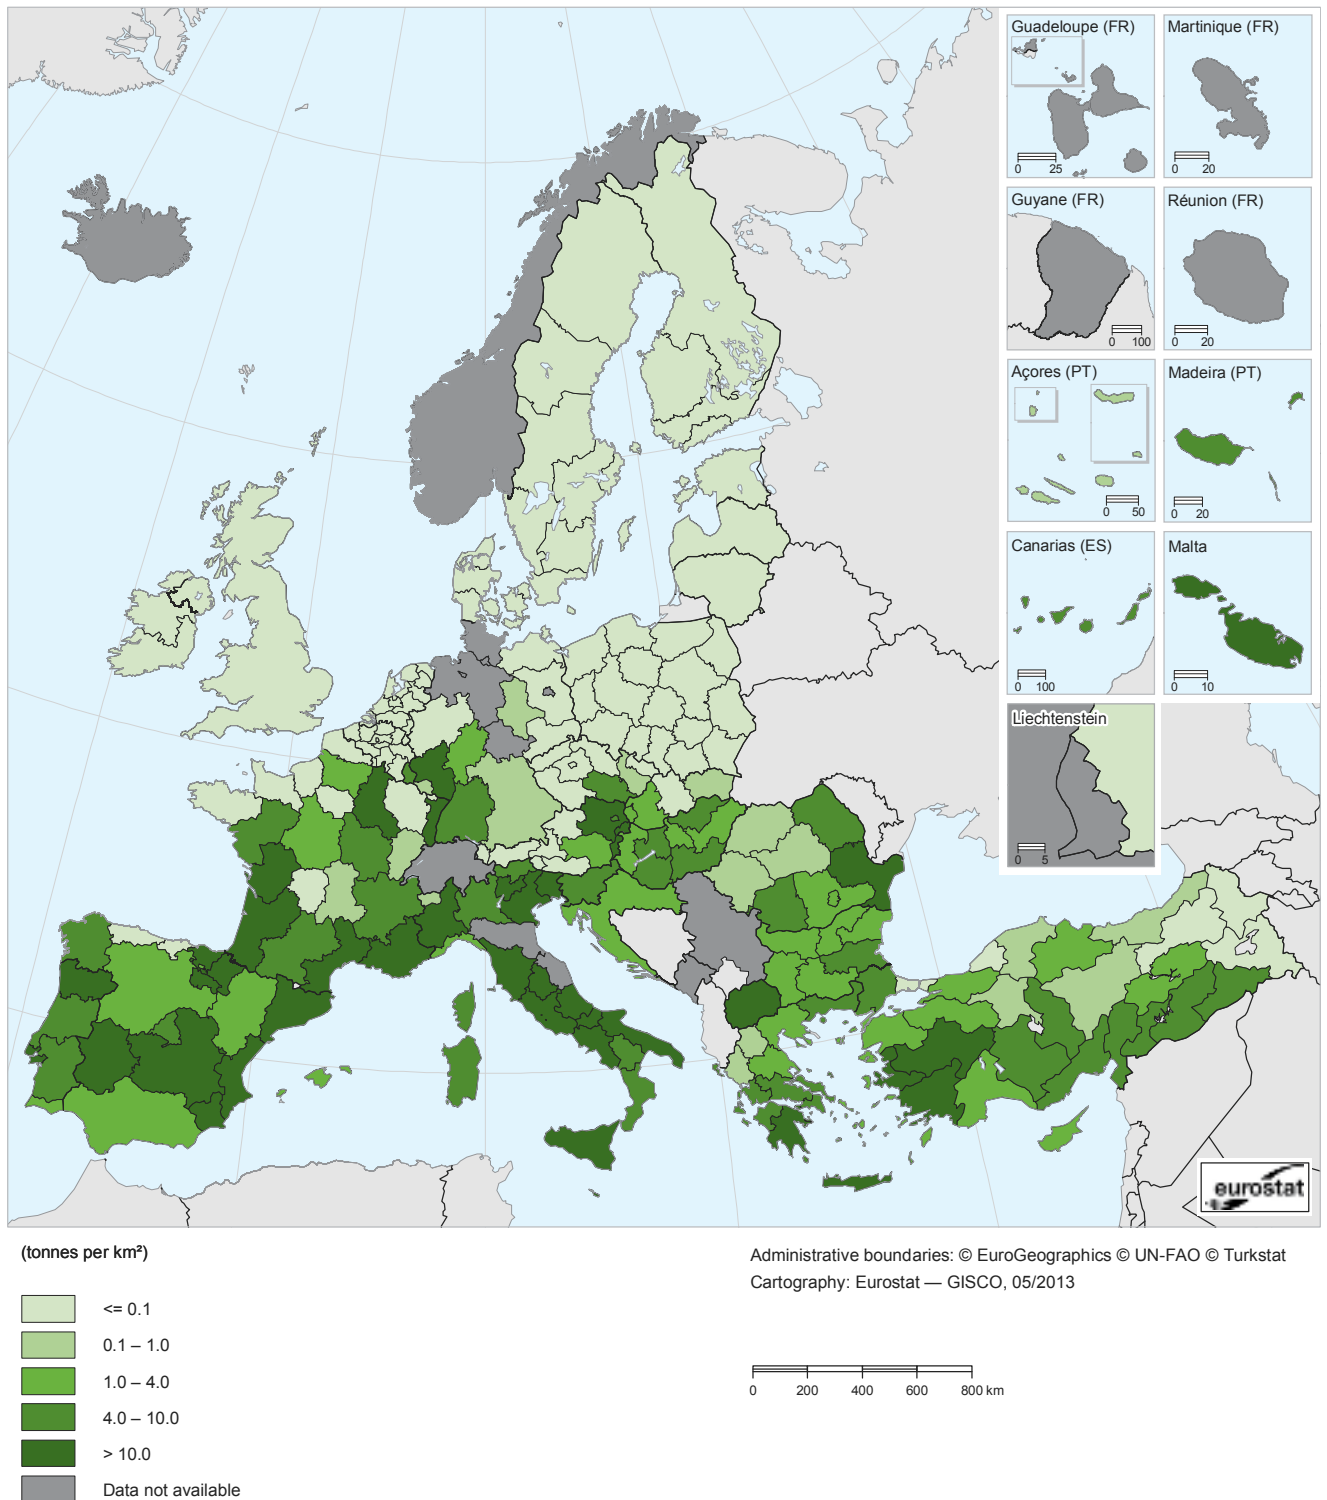 Guadeloupe (FR)
0 25
Martinique (FR)
0 20
Guyane (FR)
0 100
Réunion (FR)
0 20
Açores (PT)
0 50
Madeira (PT)
0 20
Canarias (ES)
0 100
Malta
0 10
Liechtenstein
0 5
eurostat
(tonnes per km²)
<= 0.1
0.1 – 1.0
1.0 – 4.0
4.0 – 10.0
> 10.0
Data not available
Administrative boundaries: © EuroGeographics © UN-FAO © Turkstat
Cartography: Eurostat — GISCO, 05/2013
0 200 400 600 800 km